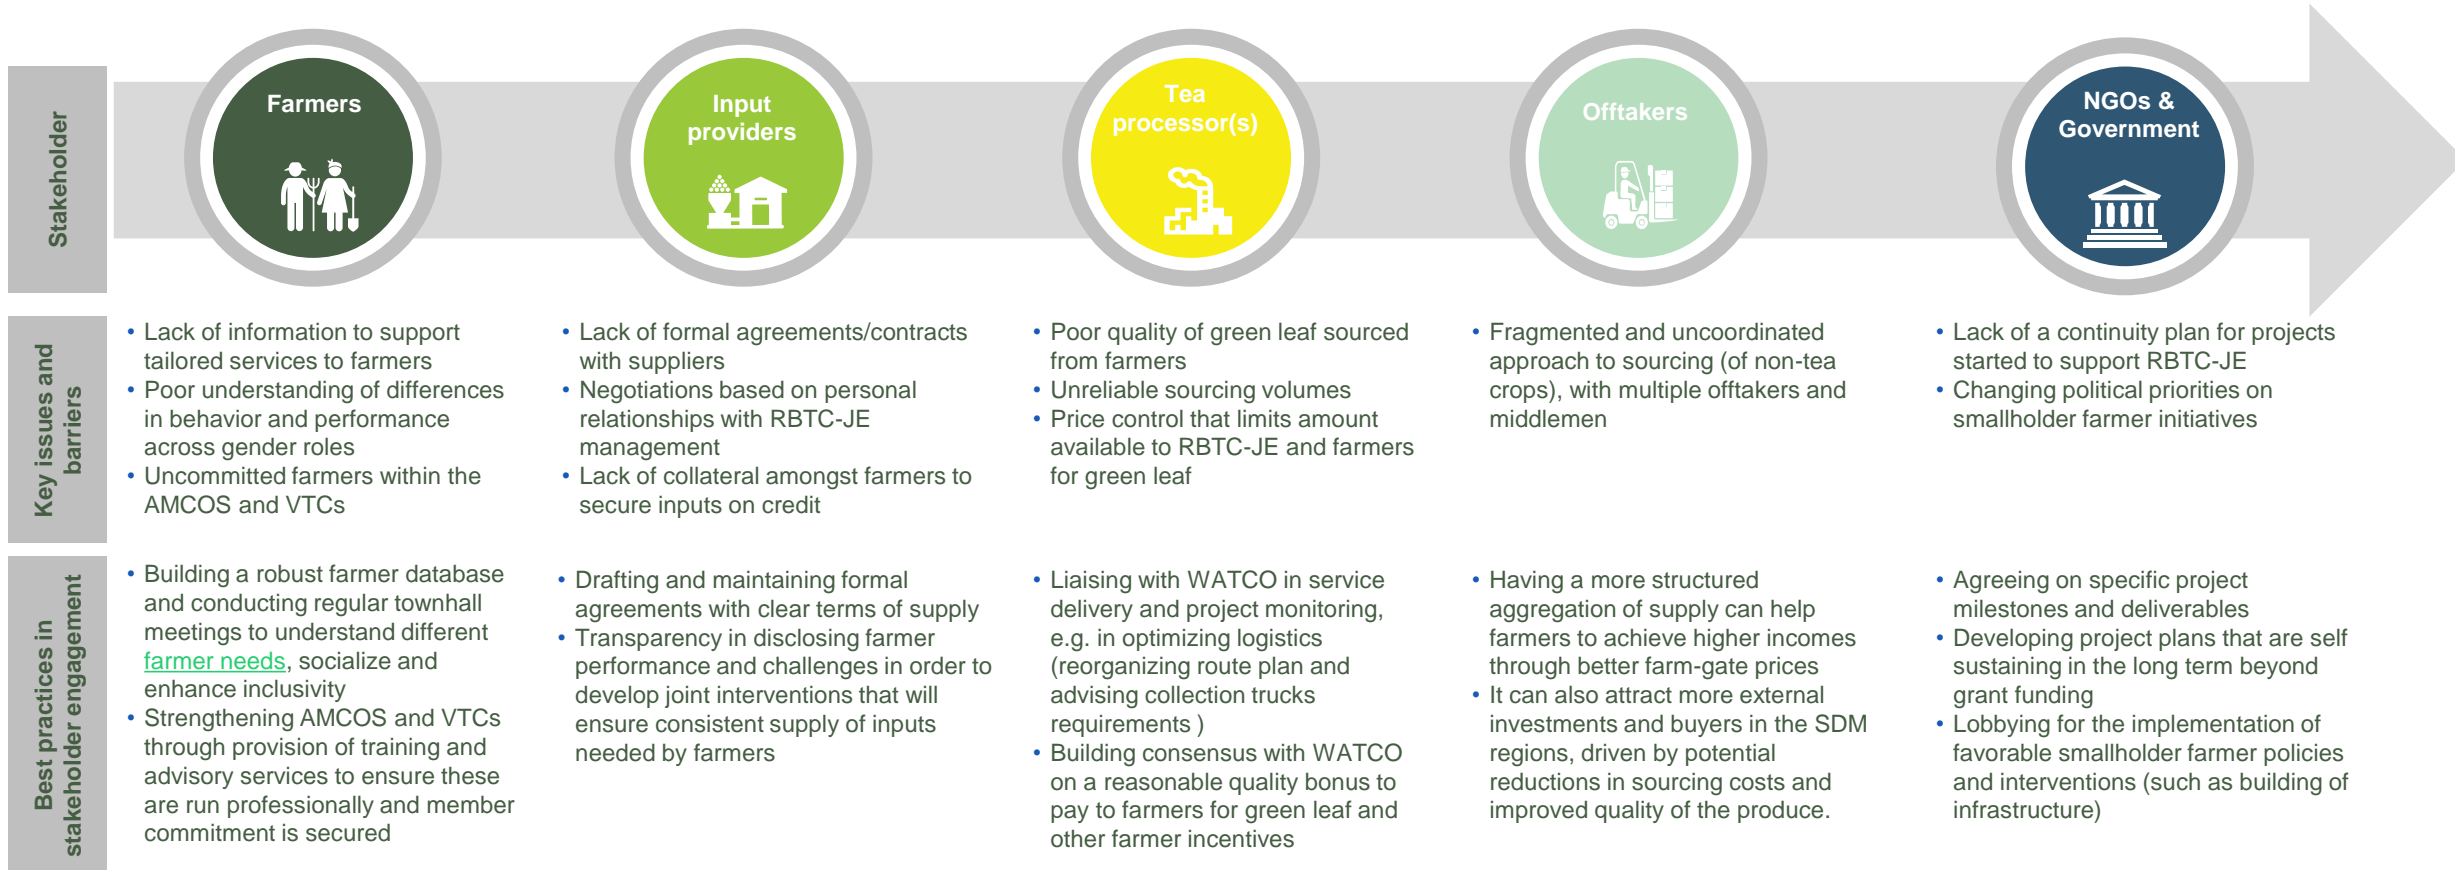 Stakeholder
Farmers
Input
providers
Tea
processor(s)
Offtakers
NGOs &
Government
Key issues and
barriers
• Lack of information to support
tailored services to farmers
• Poor understanding of differences
in behavior and performance
across gender roles
• Uncommitted farmers within the
AMCOS and VTCs
• Lack of formal agreements/contracts
with suppliers
• Negotiations based on personal
relationships with RBTC-JE
management
• Lack of collateral amongst farmers to
secure inputs on credit
• Poor quality of green leaf sourced
from farmers
• Unreliable sourcing volumes
• Price control that limits amount
available to RBTC-JE and farmers
for green leaf
• Fragmented and uncoordinated
approach to sourcing (of non-tea
crops), with multiple offtakers and
middlemen
• Lack of a continuity plan for projects
started to support RBTC-JE
• Changing political priorities on
smallholder farmer initiatives
Best practices in
stakeholder engagement
• Building a robust farmer database
and conducting regular townhall
meetings to understand different
farmer needs, socialize and
enhance inclusivity
• Strengthening AMCOS and VTCs
through provision of training and
advisory services to ensure these
are run professionally and member
commitment is secured
• Drafting and maintaining formal
agreements with clear terms of supply
• Transparency in disclosing farmer
performance and challenges in order to
develop joint interventions that will
ensure consistent supply of inputs
needed by farmers
• Liaising with WATCO in service
delivery and project monitoring,
e.g. in optimizing logistics
(reorganizing route plan and
advising collection trucks
requirements )
• Building consensus with WATCO
on a reasonable quality bonus to
pay to farmers for green leaf and
other farmer incentives
• Having a more structured
aggregation of supply can help
farmers to achieve higher incomes
through better farm-gate prices
• It can also attract more external
investments and buyers in the SDM
regions, driven by potential
reductions in sourcing costs and
improved quality of the produce.
• Agreeing on specific project
milestones and deliverables
• Developing project plans that are self
sustaining in the long term beyond
grant funding
• Lobbying for the implementation of
favorable smallholder farmer policies
and interventions (such as building of
infrastructure)